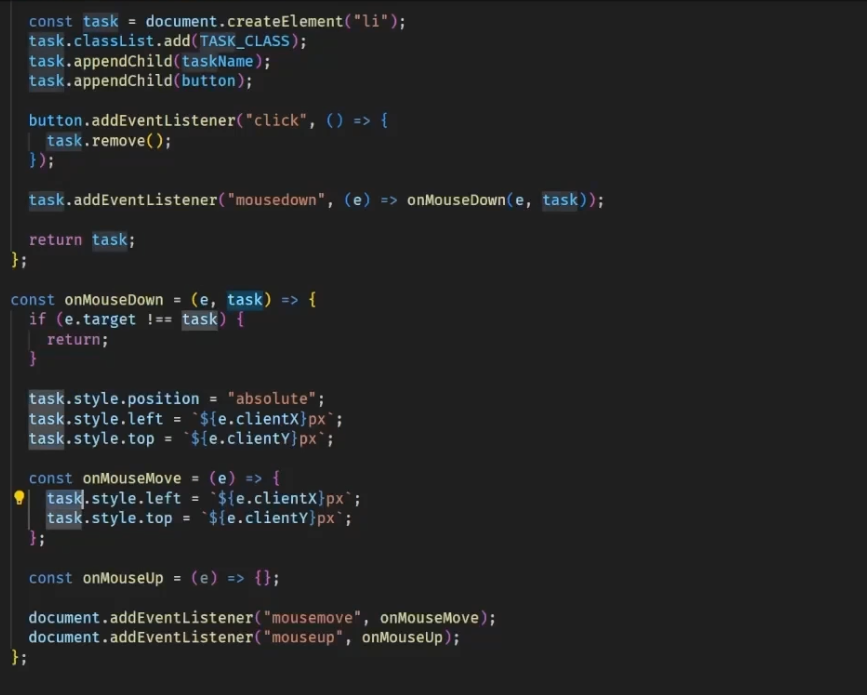 const task = document.createElement("li");
task.classList.add(TASK_CLASS);
task.appendChild(taskName);
task.appendChild(button);
button.addEventListener("click", () => {
task.remove();
});
task.addEventListener("mousedown", (e) => onMouseDown(e, task));
return task;
};
const onMouseDown = (e, task) => {
if (e.target !== task) {
return;
}
task.style.position = "absolute";
task.style.left = `${e.clientX}px`;
task.style.top = `${e.clientY}px`;
const onMouseMove = (e) => {
task.style.left = `${e.clientX}px`;
task.style.top = `${e.clientY}px`;
};
const onMouseUp = (e) => {};
document.addEventListener("mousemove", onMouseMove);
document.addEventListener("mouseup", onMouseUp);
};